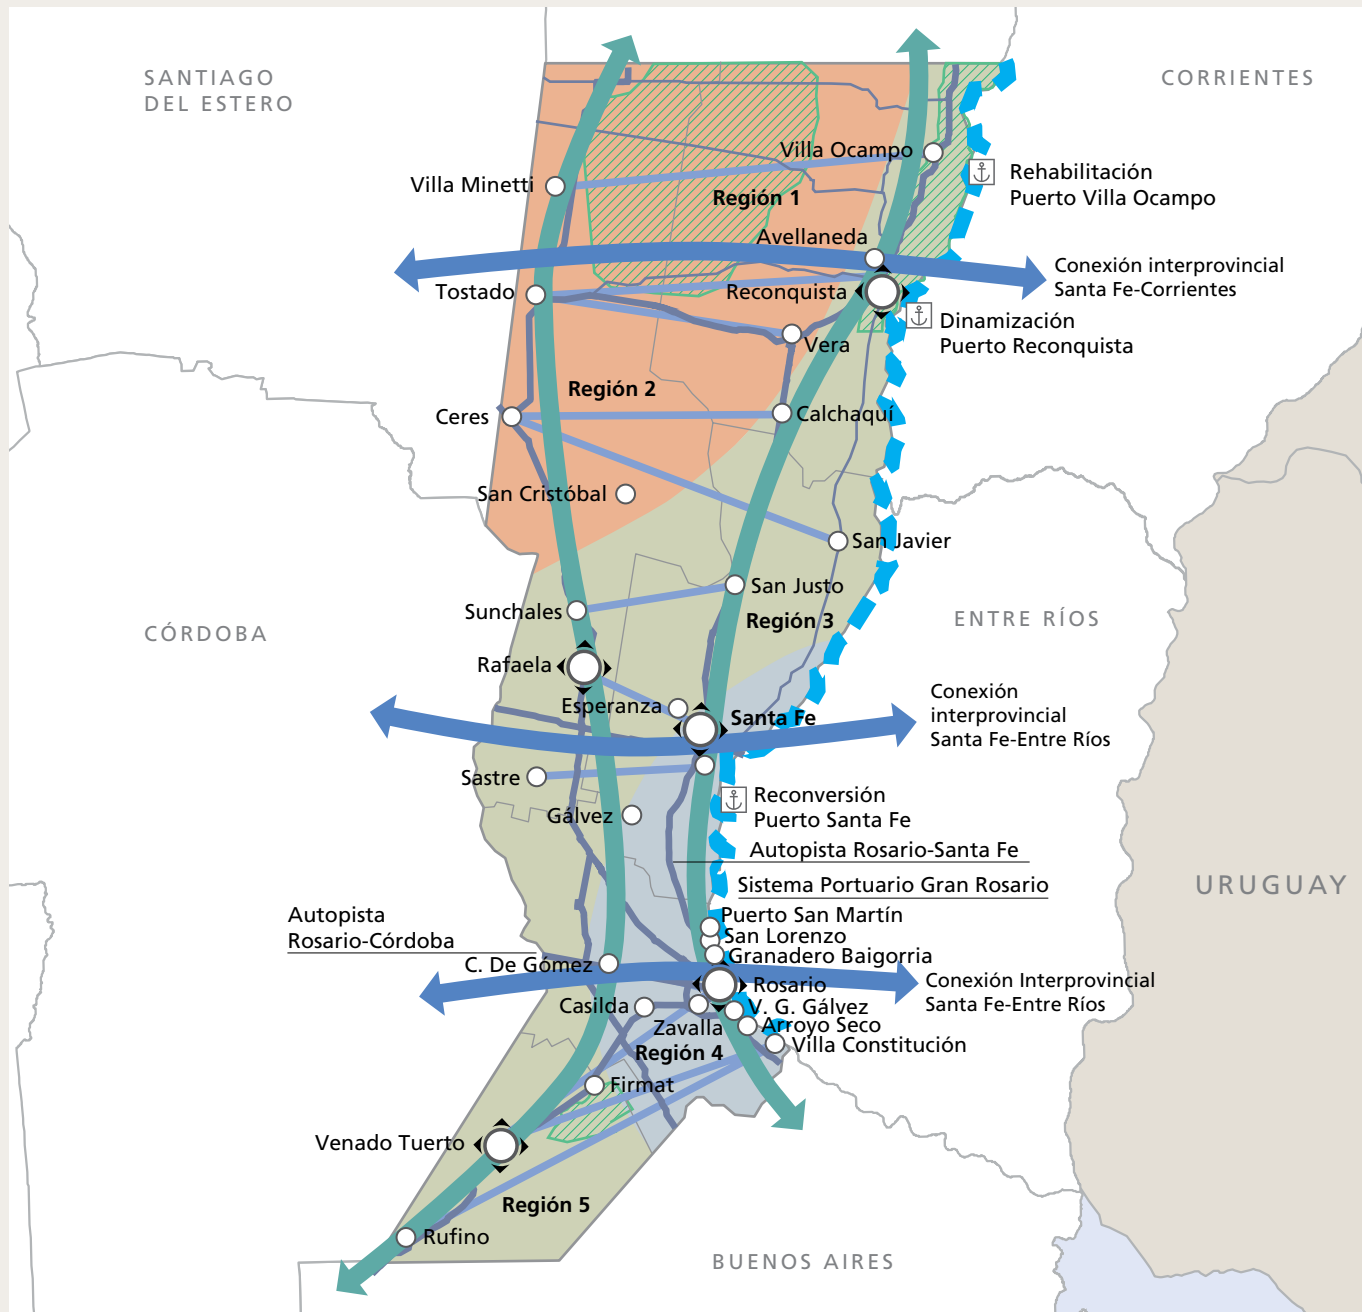 SANTIAGO
DEL ESTERO
CORRIENTES
Villa Ocampo
Rehabilitación
Puerto Villa Ocampo
Villa Minetti
Región 1
Avellaneda
Conexión interprovincial
Santa Fe-Corrientes
Tostado
Reconquista
Dinamización
Puerto Reconquista
Vera
Región 2
Ceres
Calchaquí
San Cristóbal
San Javier
San Justo
Sunchales
Región 3
ENTRE RÍOS
CÓRDOBA
Rafaela
Esperanza
Santa Fe
Conexión
interprovincial
Santa Fe-Entre Ríos
Sastre
Reconversión
Puerto Santa Fe
Gálvez
Autopista Rosario-Santa Fe
Sistema Portuario Gran Rosario
URUGUAY
Autopista
Rosario-Córdoba
Puerto San Martín
San Lorenzo
Granadero Baigorria
C. De Gómez
Rosario
Conexión Interprovincial
Santa Fe-Entre Ríos
Casilda
V. G. Gálvez
Zavalla
Arroyo Seco
Región 4
Villa Constitución
Firmat
Venado Tuerto
Región 5
Rufino
BUENOS AIRES